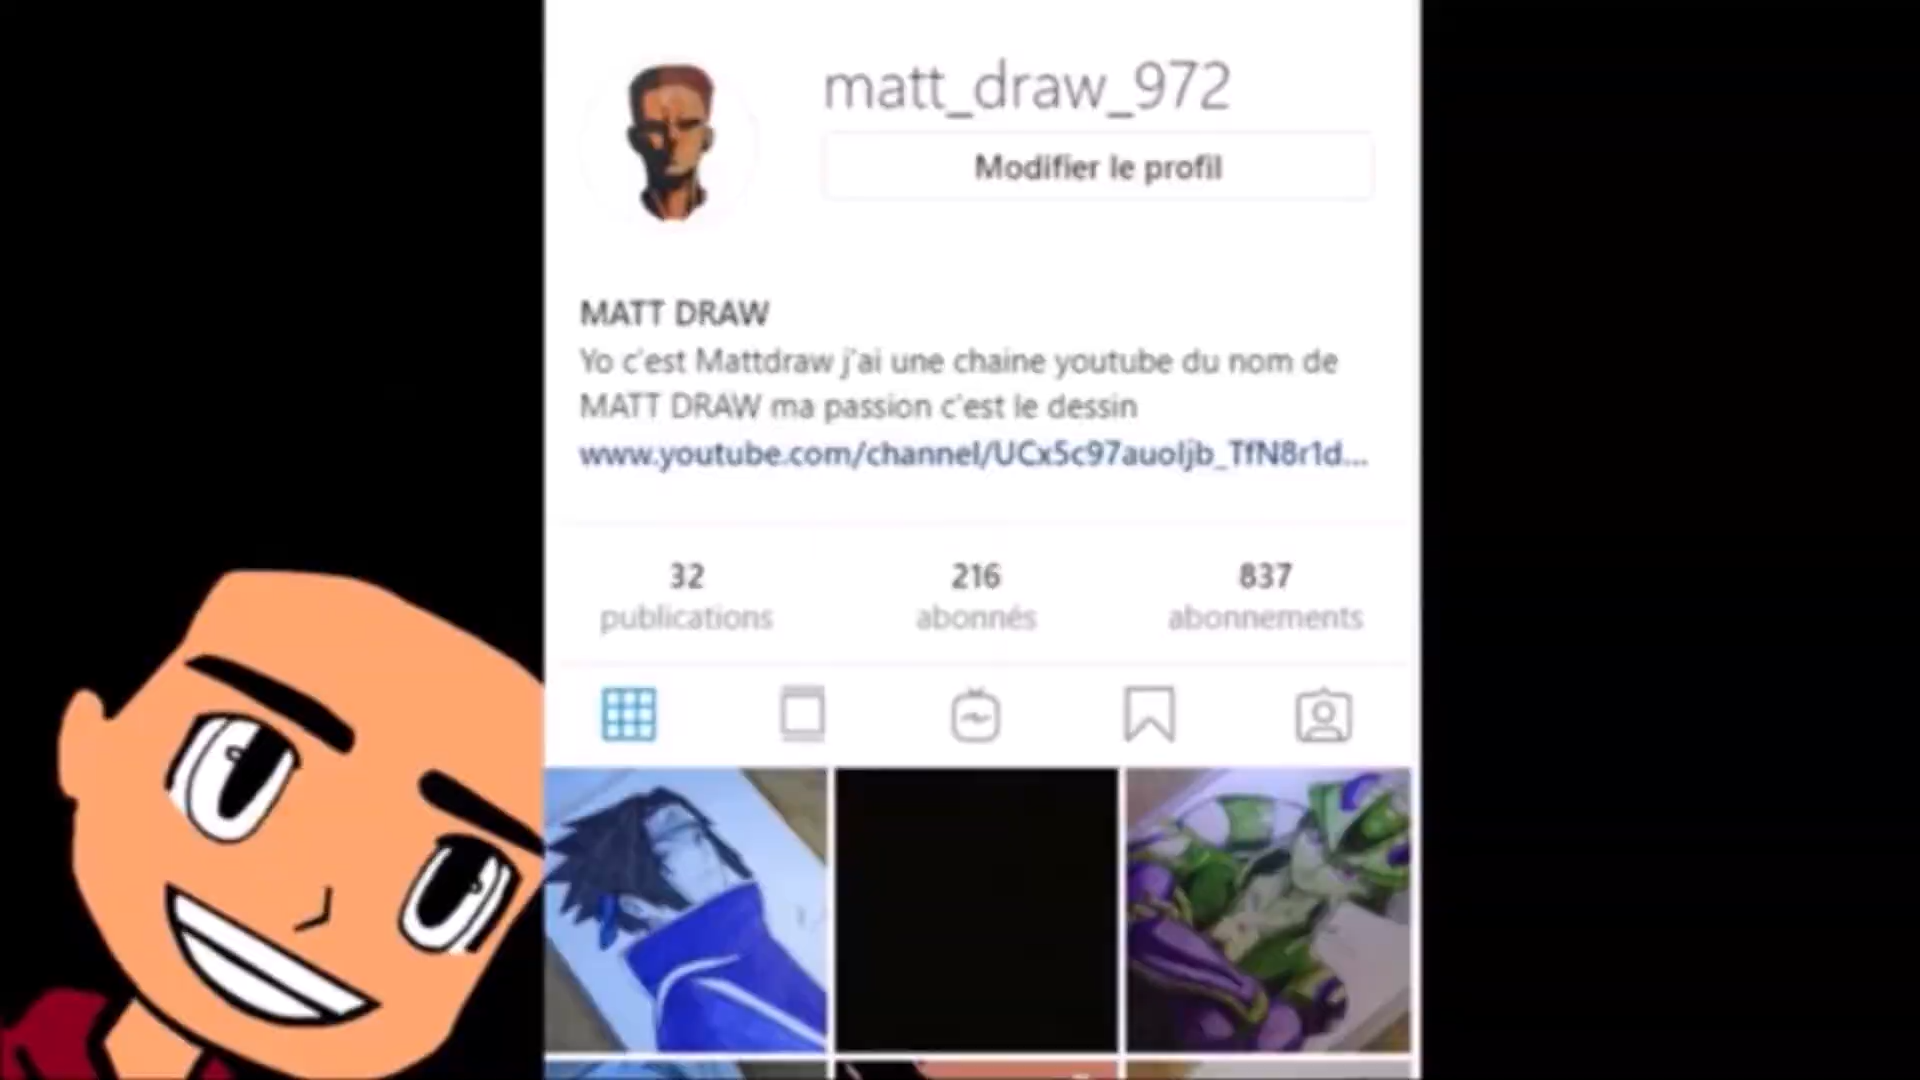 matt_draw_972
Modifier le profil
MATT DRAW
Yo c'est Mattdraw j'ai une chaine youtube du nom de
MATT DRAW ma passion c'est le dessin
www.youtube.com/channel/UCx5c97auoljb_TfN8r1d...
32
216
837
publications
abonnés
abonnements